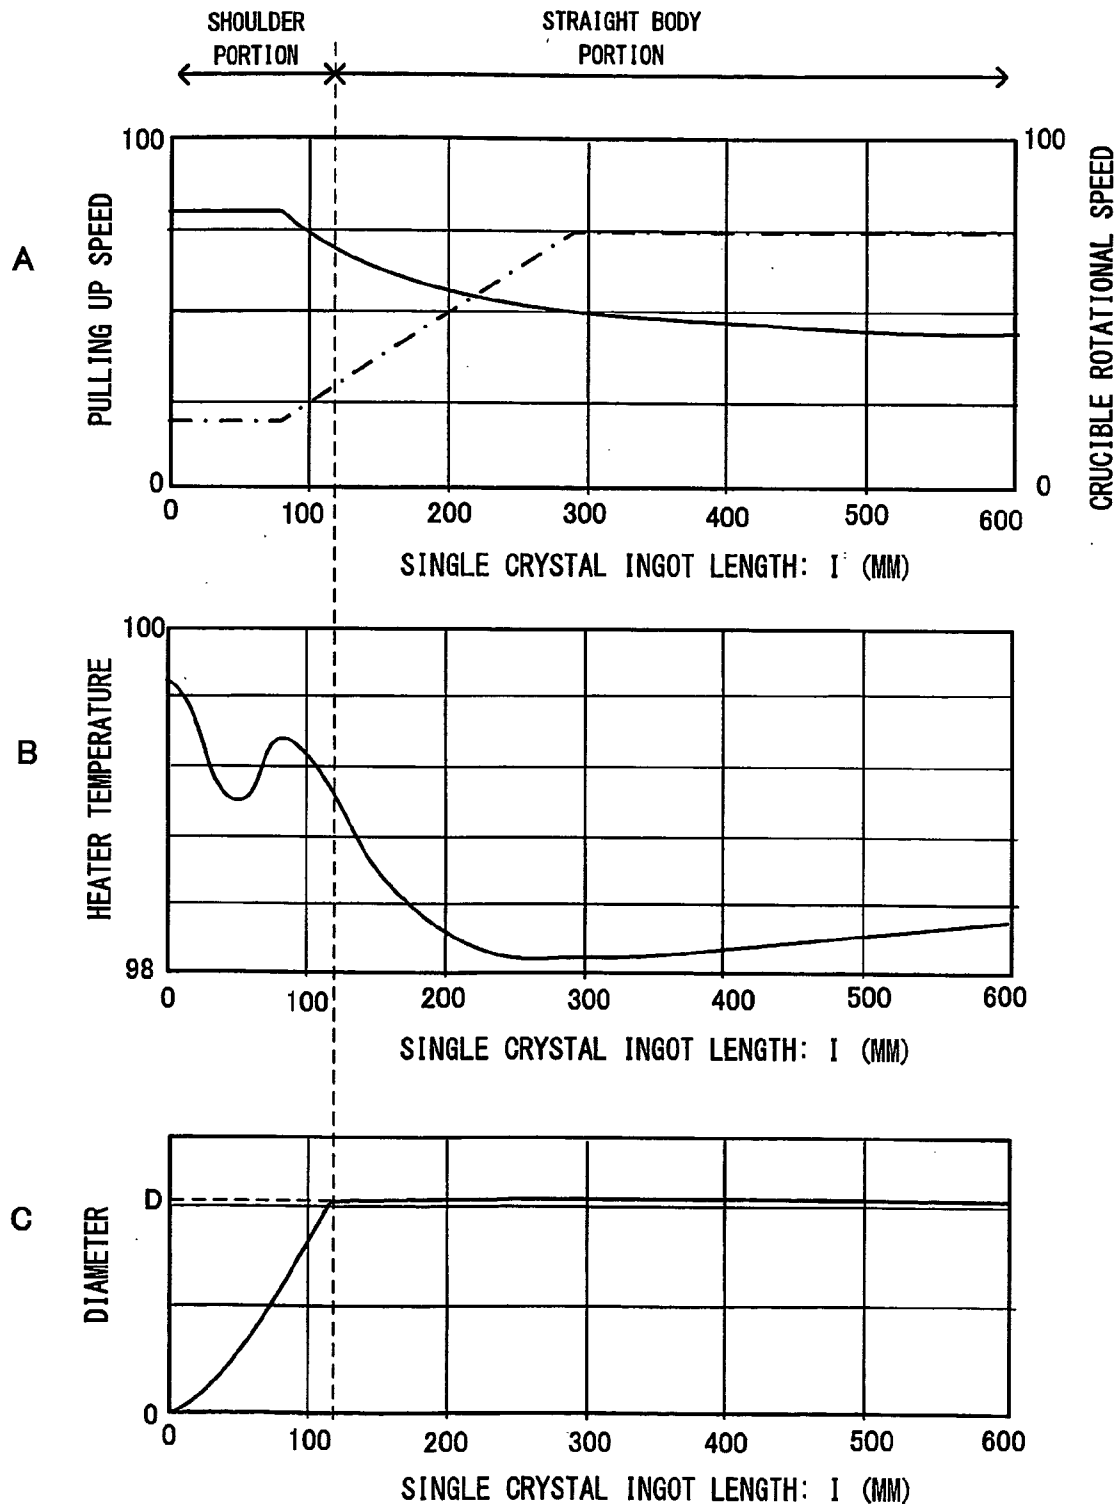 SHOULDER
PORTION
STRAIGHT BODY
PORTION
A
PULLING UP SPEED
100
0
CRUCIBLE ROTATIONAL SPEED
100
0
0 100 200 300 400 500 600
SINGLE CRYSTAL INGOT LENGTH: I (MM)
B
HEATER TEMPERATURE
100
98
0 100 200 300 400 500 600
SINGLE CRYSTAL INGOT LENGTH: I (MM)
C
DIAMETER
D
0
0 100 200 300 400 500 600
SINGLE CRYSTAL INGOT LENGTH: I (MM)